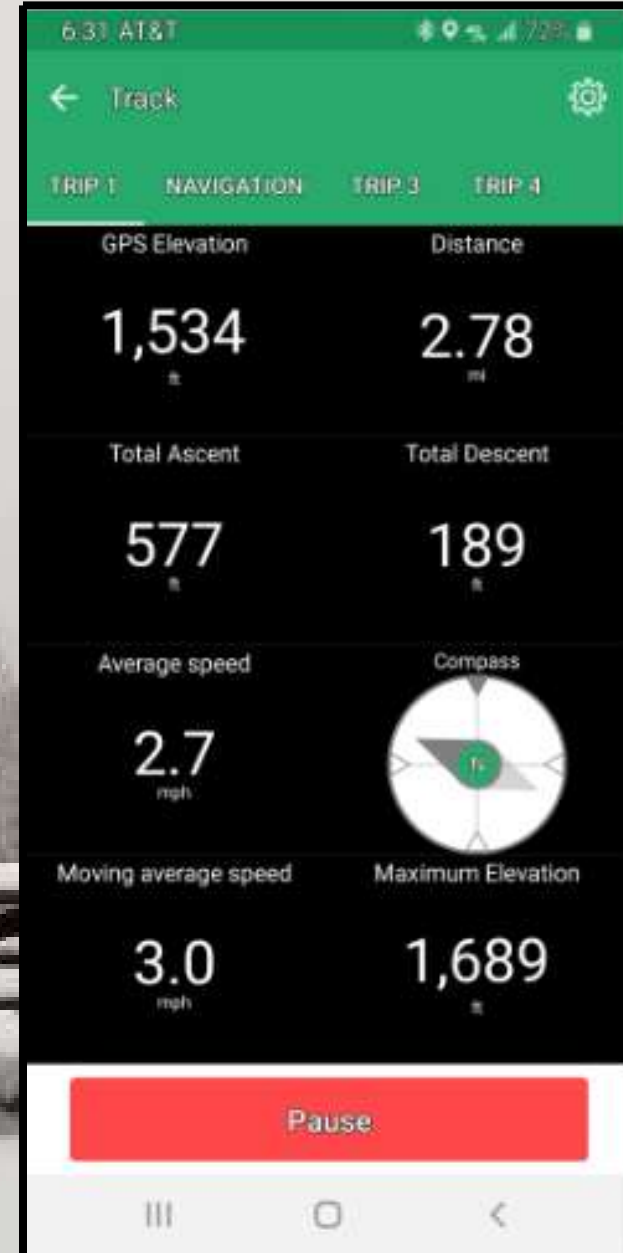 6:31 AT&T 72%
Track
TRIP 1 NAVIGATION TRIP 3 TRIP 4
GPS Elevation Distance
1,534 2.78
ft mi
Total Ascent Total Descent
577 189
ft ft
Average speed Compass
2.7
mph
Moving average speed Maximum Elevation
3.0 1,689
mph ft
Pause